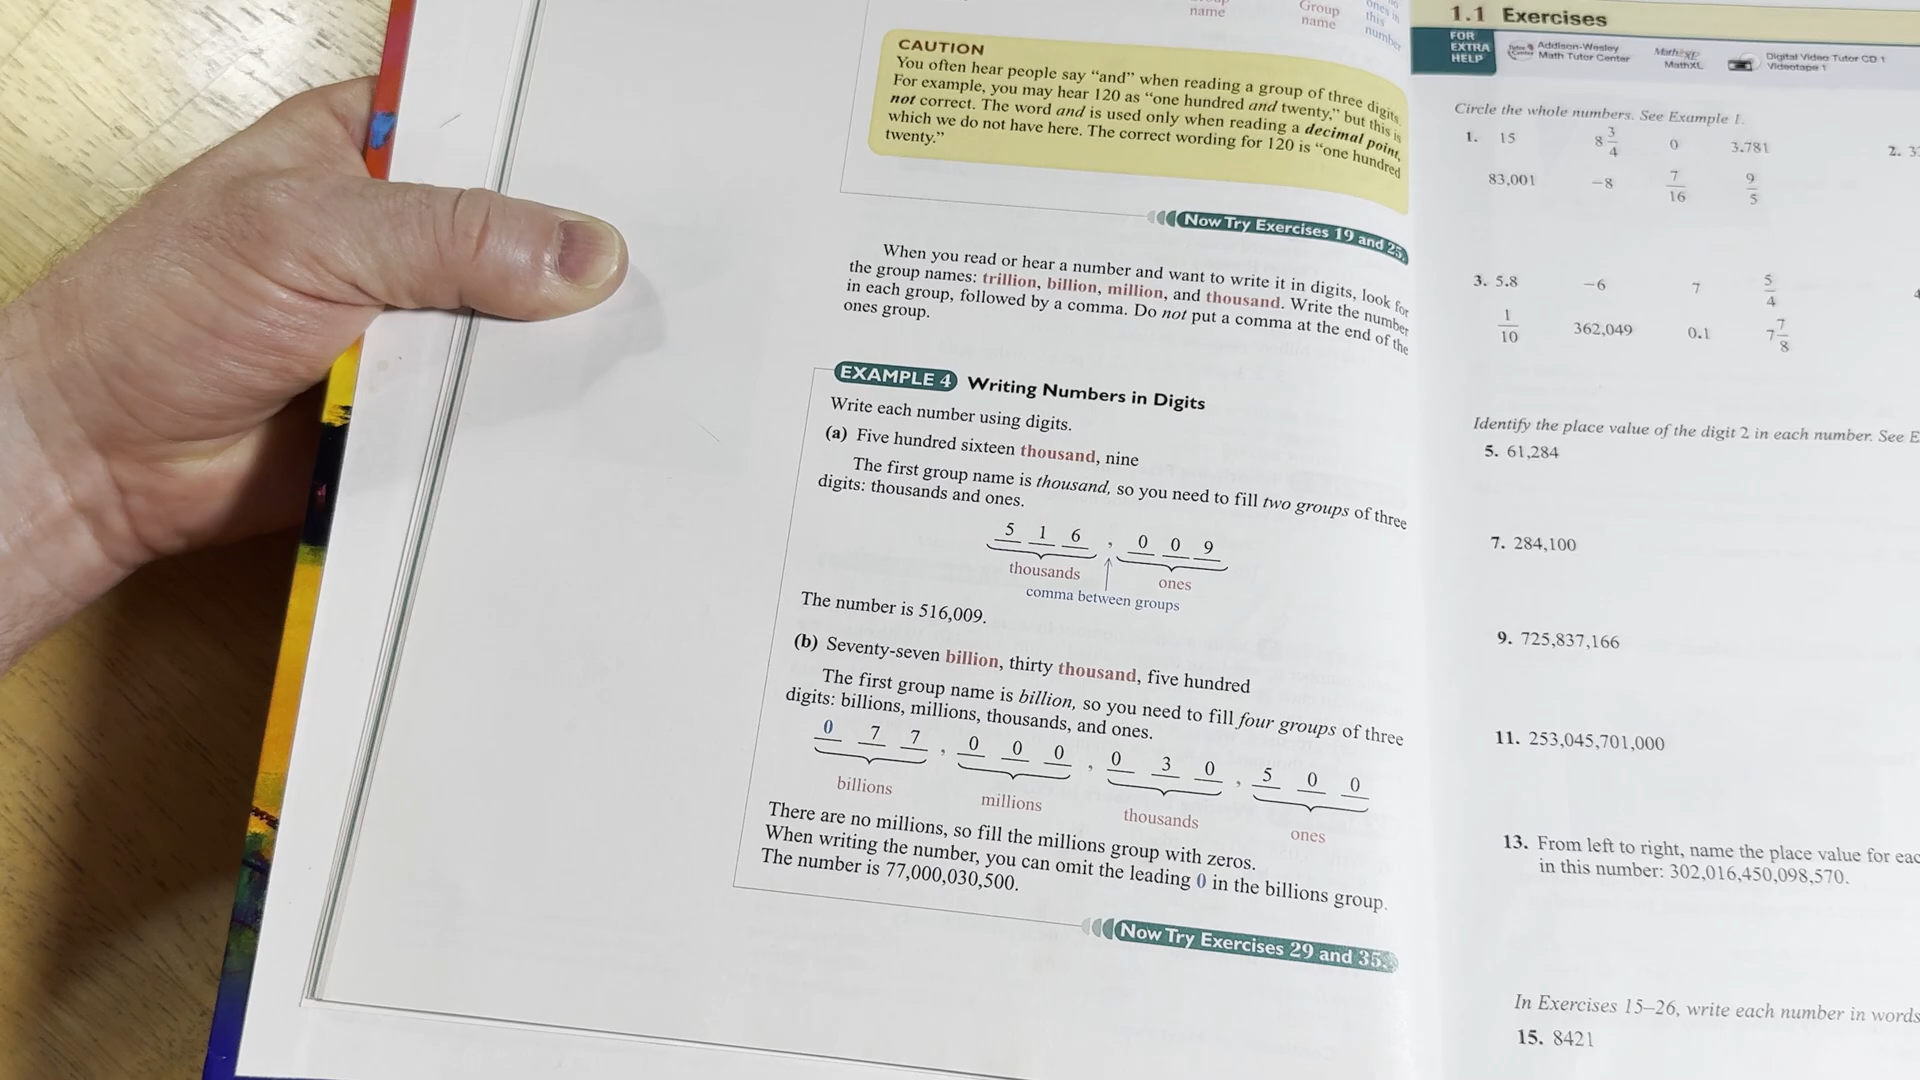 name
Group
name
ones in
this
number
CAUTION
You often hear people say “and” when reading a group of three digits.
For example, you may hear 120 as “one hundred and twenty,” but this is
not correct. The word and is used only when reading a decimal point,
which we do not have here. The correct wording for 120 is “one hundred
twenty.”
Now Try Exercises 19 and 25.
When you read or hear a number and want to write it in digits, look for
the group names: trillion, billion, million, and thousand. Write the number
in each group, followed by a comma. Do not put a comma at the end of the
ones group.
EXAMPLE 4 Writing Numbers in Digits
Write each number using digits.
(a) Five hundred sixteen thousand, nine
The first group name is thousand, so you need to fill two groups of three
digits: thousands and ones.
5 1 6 , 0 0 9
thousands ones
comma between groups
The number is 516,009.
(b) Seventy-seven billion, thirty thousand, five hundred
The first group name is billion, so you need to fill four groups of three
digits: billions, millions, thousands, and ones.
0 7 7 , 0 0 0 , 0 3 0 , 5 0 0
billions millions thousands ones
There are no millions, so fill the millions group with zeros.
When writing the number, you can omit the leading 0 in the billions group.
The number is 77,000,030,500.
Now Try Exercises 29 and 35.
1.1 Exercises
FOR
EXTRA
HELP
Addison-Wesley
Math Tutor Center
MathXL
MathXL
Digital Video Tutor CD 1
Videotape 1
Circle the whole numbers. See Example 1.
1. 15 8 3/4 0 3.781 2.
83,001 −8 7/16 9/5
3. 5.8 −6 7 5/4
1/10 362,049 0.1 7 7/8
Identify the place value of the digit 2 in each number. See
5. 61,284
7. 284,100
9. 725,837,166
11. 253,045,701,000
13. From left to right, name the place value for
in this number: 302,016,450,098,570.
In Exercises 15–26, write each number in words
15. 8421